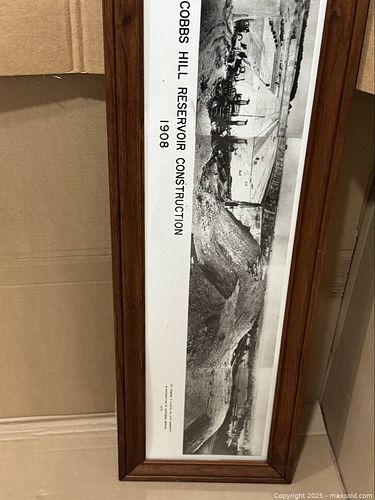 COBBS HILL RESERVOIR CONSTRUCTION
1908
Copyright © 2025 - maxsold.com